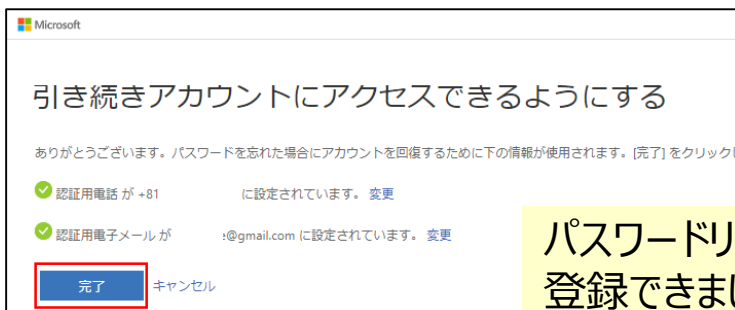 Microsoft
引き続きアカウントにアクセスできるようにする
ありがとうございます。パスワードを忘れた場合にアカウントを回復するために下の情報が使用されます。[完了] をクリック
認証用電話 が +81 に設定されています。 変更
認証用電子メール が e@gmail.com に設定されています。 変更
完了 キャンセル
パスワードリ
登録できまし